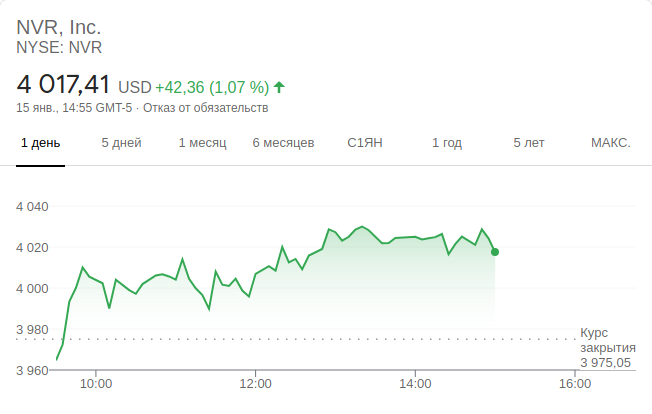 NVR, Inc.
NYSE: NVR
4 017,41 USD +42,36 (1,07 %)
15 янв., 14:55 GMT-5 · Отказ от обязательств
1 день 5 дней 1 месяц 6 месяцев С1ЯН 1 год 5 лет МАКС.
4 040
4 020
4 000
3 980
Курс
закрытия
3 975,05
3 960
10:00 12:00 14:00 16:00